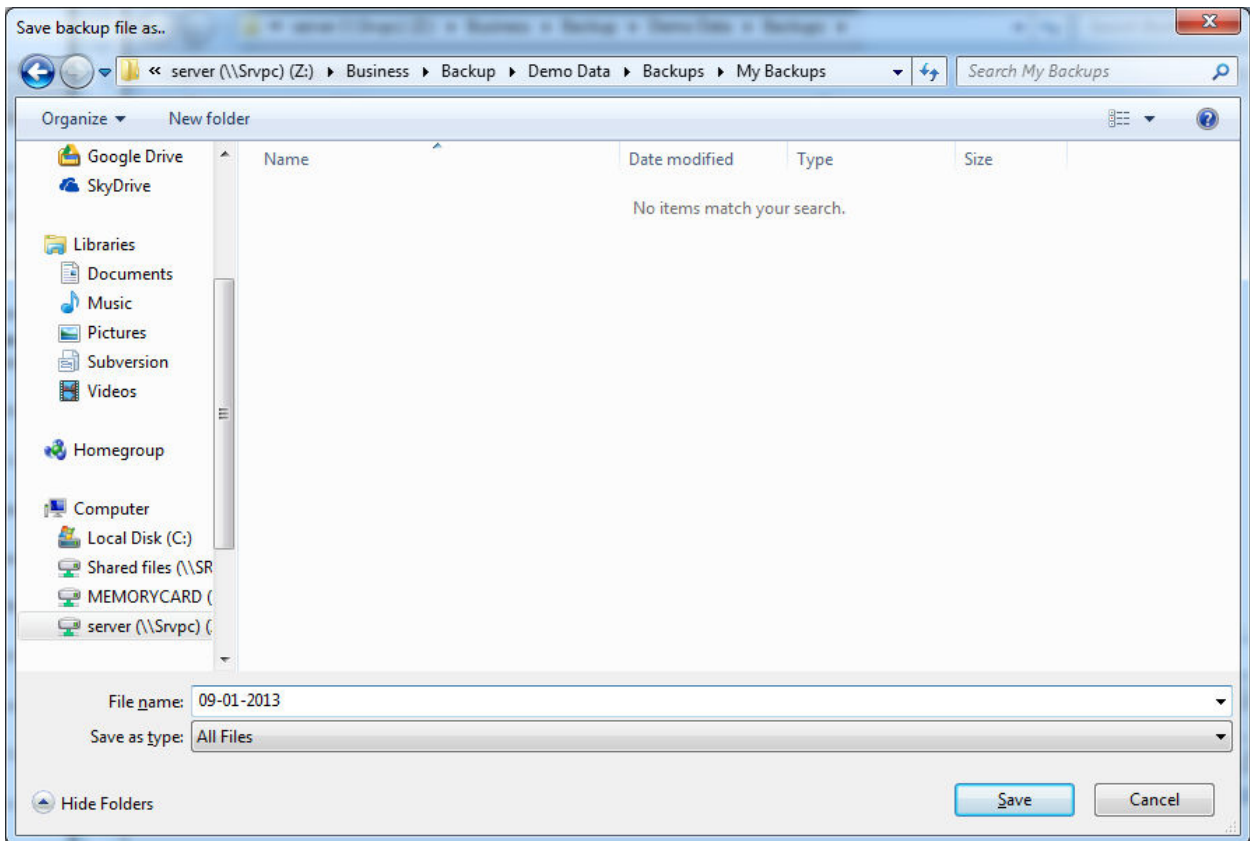 Save backup file as..
« server (\\Srvpc) (Z:) ▸ Business ▸ Backup ▸ Demo Data ▸ Backups ▸ My Backups
Search My Backups
Organize ▾ New folder
Name Date modified Type Size
No items match your search.
Google Drive
SkyDrive
Libraries
Documents
Music
Pictures
Subversion
Videos
Homegroup
Computer
Local Disk (C:)
Shared files (\\SR
MEMORYCARD (
server (\\Srvpc) (
File name: 09-01-2013
Save as type: All Files
Hide Folders
Save Cancel